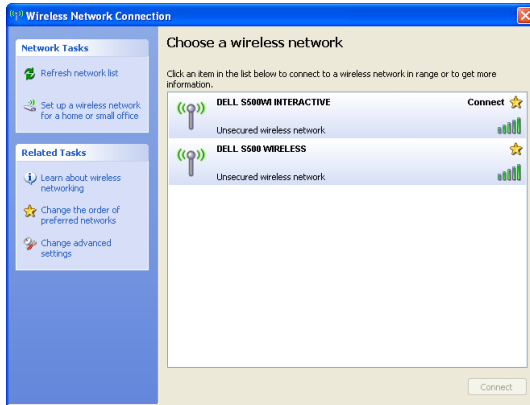 Wireless Network Connection
Network Tasks
Refresh network list
Set up a wireless network
for a home or small office
Related Tasks
Learn about wireless
networking
Change the order of
preferred networks
Change advanced
settings
Choose a wireless network
Click an item in the list below to connect to a wireless network in range or to get more
information.
DELL S500WI INTERACTIVE
Connect
Unsecured wireless network
DELL S500 WIRELESS
Unsecured wireless network
Connect